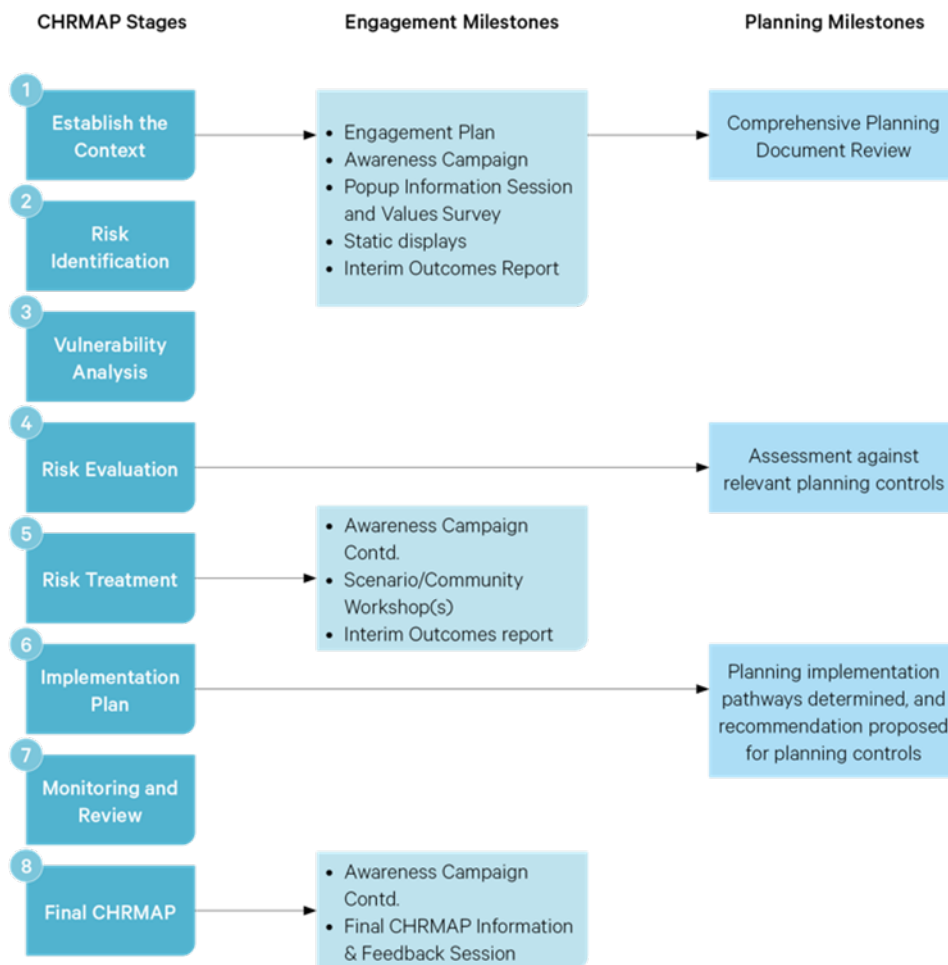 CHRMAP Stages
Engagement Milestones
Planning Milestones
1
Establish the
Context
• Engagement Plan
• Awareness Campaign
• Popup Information Session
and Values Survey
• Static displays
• Interim Outcomes Report
Comprehensive Planning
Document Review
2
Risk
Identification
3
Vulnerability
Analysis
4
Risk Evaluation
Assessment against
relevant planning controls
5
Risk Treatment
• Awareness Campaign
Contd.
• Scenario/Community
Workshop(s)
• Interim Outcomes report
6
Implementation
Plan
Planning implementation
pathways determined, and
recommendation proposed
for planning controls
7
Monitoring and
Review
8
Final CHRMAP
• Awareness Campaign
Contd.
• Final CHRMAP Information
& Feedback Session